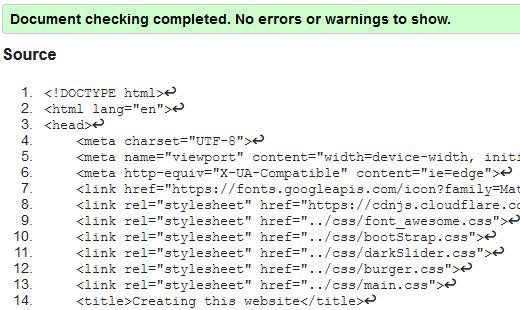 Document checking completed. No errors or warnings to show.
Source
1. <!DOCTYPE html>↩
2. <html lang="en">↩
3. <head>↩
4. <meta charset="UTF-8">↩
5. <meta name="viewport" content="width=device-width, initi
6. <meta http-equiv="X-UA-Compatible" content="ie=edge">↩
7. <link href="https://fonts.googleapis.com/icon?family=Mat
8. <link rel="stylesheet" href="https://cdnjs.cloudflare.co
9. <link rel="stylesheet" href="../css/font_awesome.css">↩
10. <link rel="stylesheet" href="../css/bootStrap.css">↩
11. <link rel="stylesheet" href="../css/darkSlider.css">↩
12. <link rel="stylesheet" href="../css/burger.css">↩
13. <link rel="stylesheet" href="../css/main.css">↩
14. <title>Creating this website</title>↩